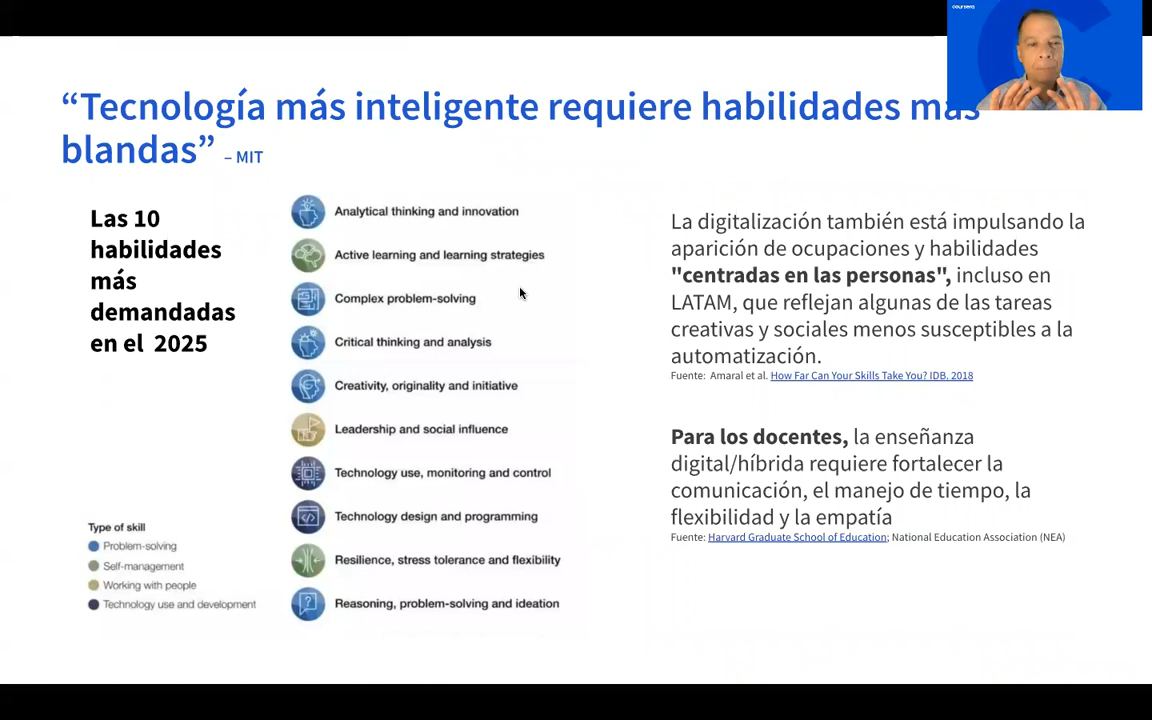 coursera
“Tecnología más inteligente requiere habilidades más
blandas” – MIT
Las 10
habilidades
más
demandadas
en el 2025
Analytical thinking and innovation
Active learning and learning strategies
Complex problem-solving
Critical thinking and analysis
Creativity, originality and initiative
Leadership and social influence
Technology use, monitoring and control
Technology design and programming
Resilience, stress tolerance and flexibility
Reasoning, problem-solving and ideation
Type of skill
Problem-solving
Self-management
Working with people
Technology use and development
La digitalización también está impulsando la
aparición de ocupaciones y habilidades
"centradas en las personas", incluso en
LATAM, que reflejan algunas de las tareas
creativas y sociales menos susceptibles a la
automatización.
Fuente: Amaral et al. How Far Can Your Skills Take You? IDB, 2018
Para los docentes, la enseñanza
digital/híbrida requiere fortalecer la
comunicación, el manejo de tiempo, la
flexibilidad y la empatía
Fuente: Harvard Graduate School of Education; National Education Association (NEA)